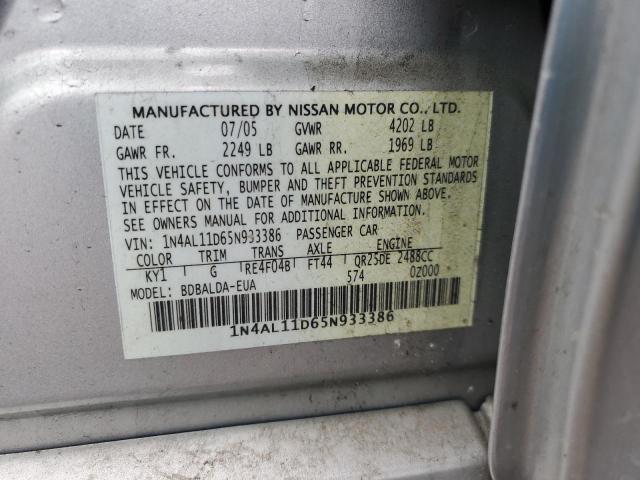 MANUFACTURED BY NISSAN MOTOR CO., LTD.
DATE 07/05 GVWR 4202 LB
GAWR FR. 2249 LB GAWR RR. 1969 LB
THIS VEHICLE CONFORMS TO ALL APPLICABLE FEDERAL MOTOR
VEHICLE SAFETY, BUMPER AND THEFT PREVENTION STANDARDS
IN EFFECT ON THE DATE OF MANUFACTURE SHOWN ABOVE.
SEE OWNERS MANUAL FOR ADDITIONAL INFORMATION.
VIN: 1N4AL11D65N933386 PASSENGER CAR
COLOR TRIM TRANS AXLE ENGINE
KY1 G RE4F04B FT44 QR25DE 2488CC
MODEL: BDBALDA-EUA 574 0Z000
1N4AL11D65N933386